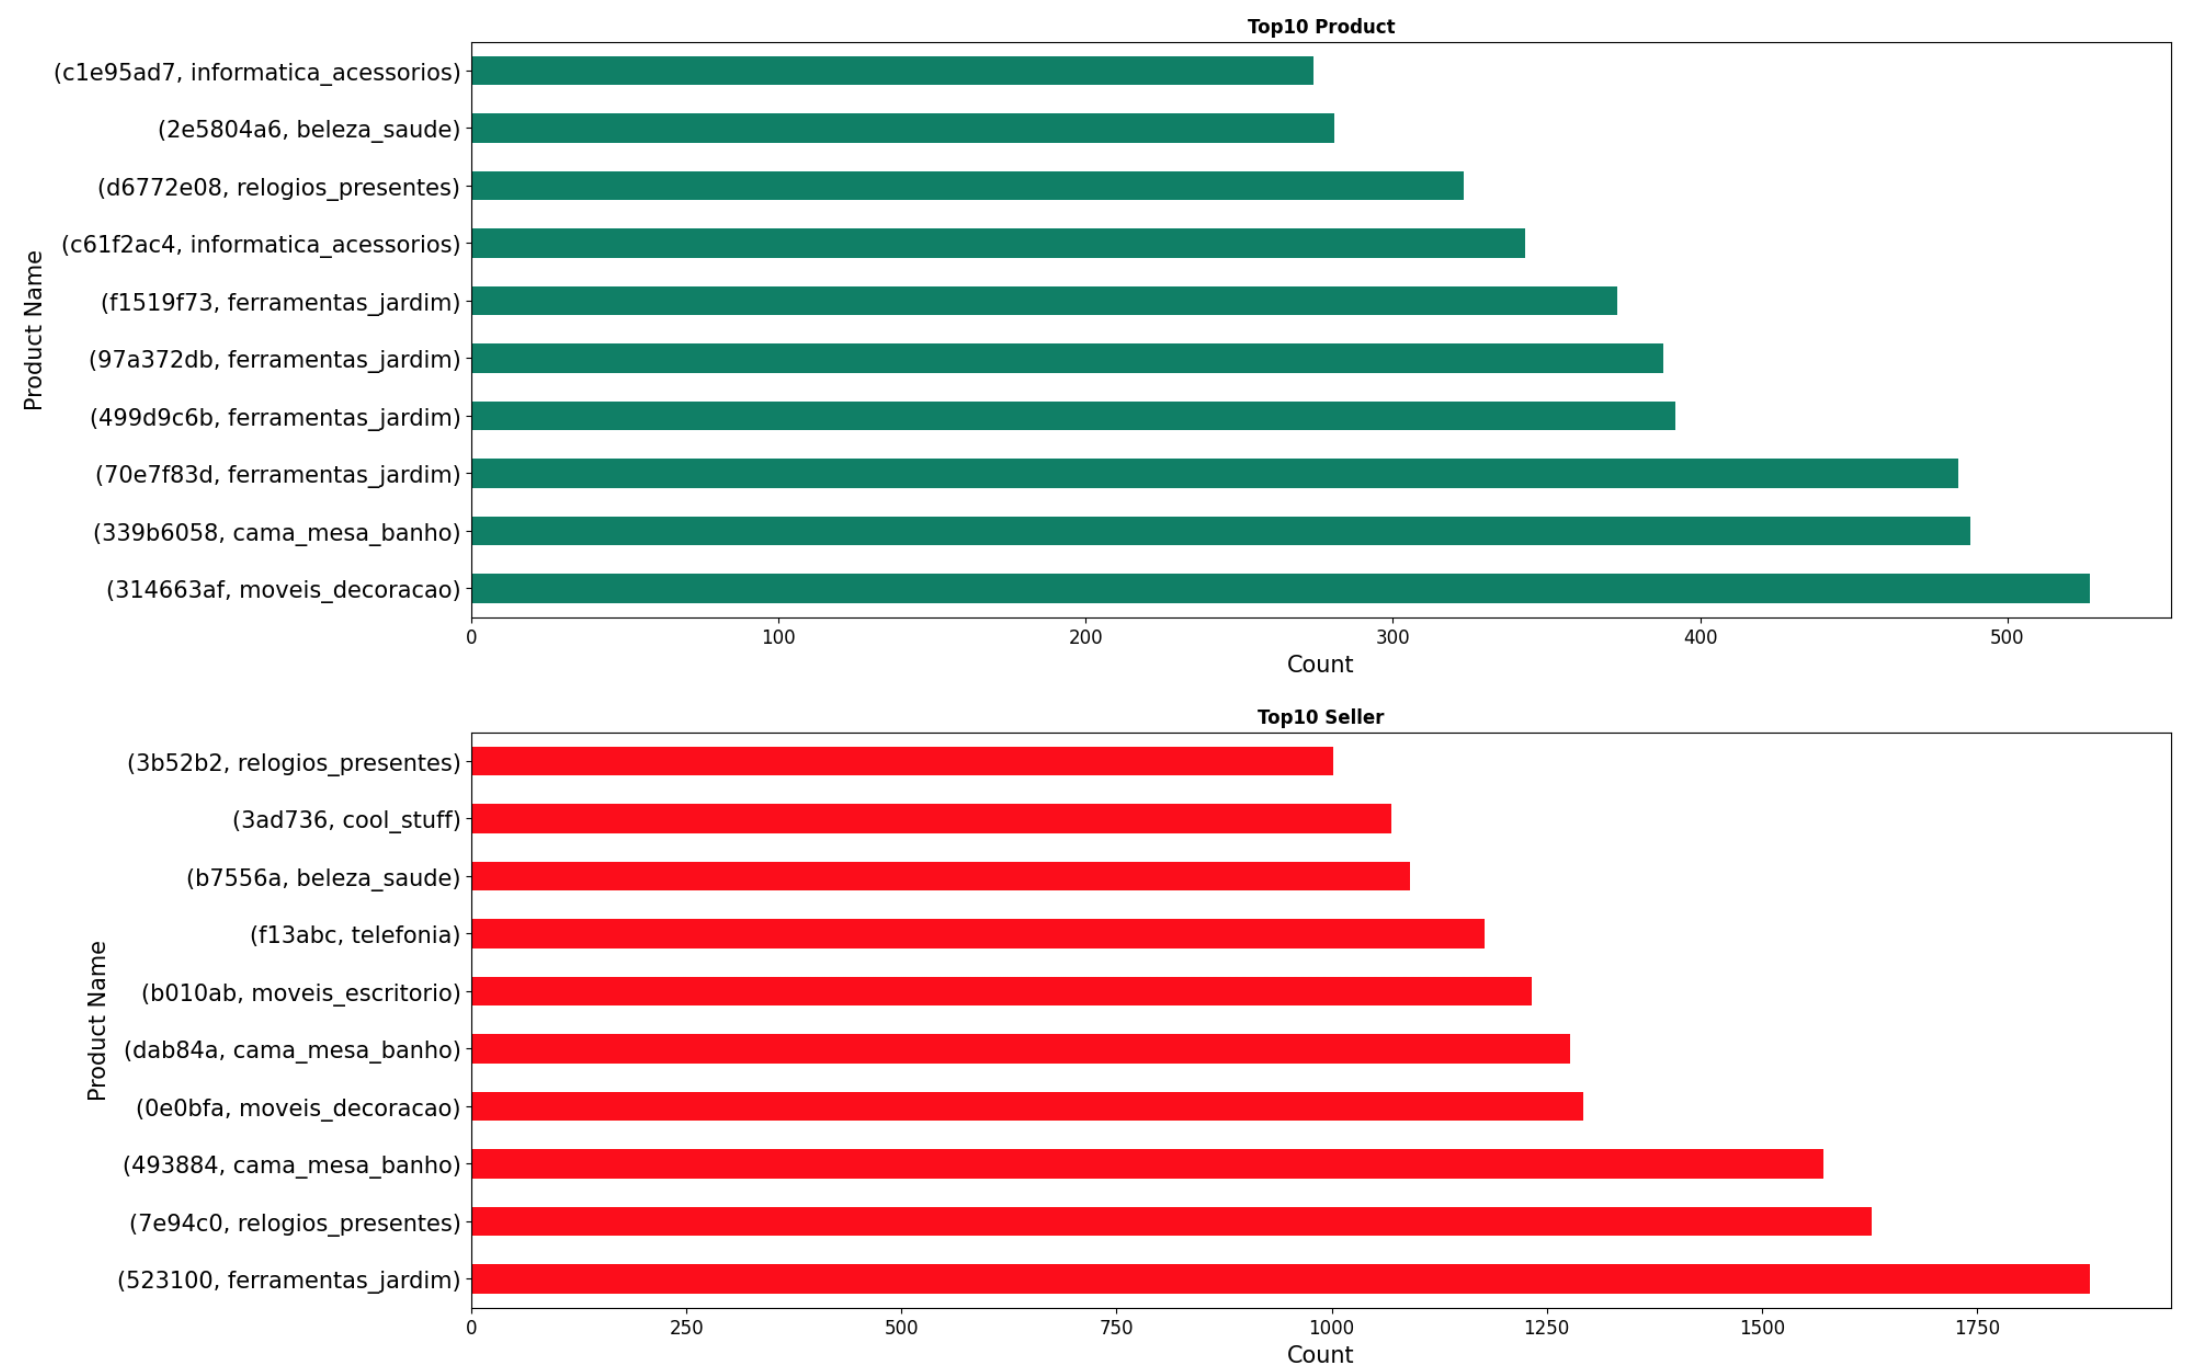 Top10 Product
(c1e95ad7, informatica_acessorios)
(2e5804a6, beleza_saude)
(d6772e08, relogios_presentes)
(c61f2ac4, informatica_acessorios)
(f1519f73, ferramentas_jardim)
(97a372db, ferramentas_jardim)
(499d9c6b, ferramentas_jardim)
(70e7f83d, ferramentas_jardim)
(339b6058, cama_mesa_banho)
(314663af, moveis_decoracao)
Product Name
0 100 200 300 400 500
Count
Top10 Seller
(3b52b2, relogios_presentes)
(3ad736, cool_stuff)
(b7556a, beleza_saude)
(f13abc, telefonia)
(b010ab, moveis_escritorio)
(dab84a, cama_mesa_banho)
(0e0bfa, moveis_decoracao)
(493884, cama_mesa_banho)
(7e94c0, relogios_presentes)
(523100, ferramentas_jardim)
Product Name
0 250 500 750 1000 1250 1500 1750
Count